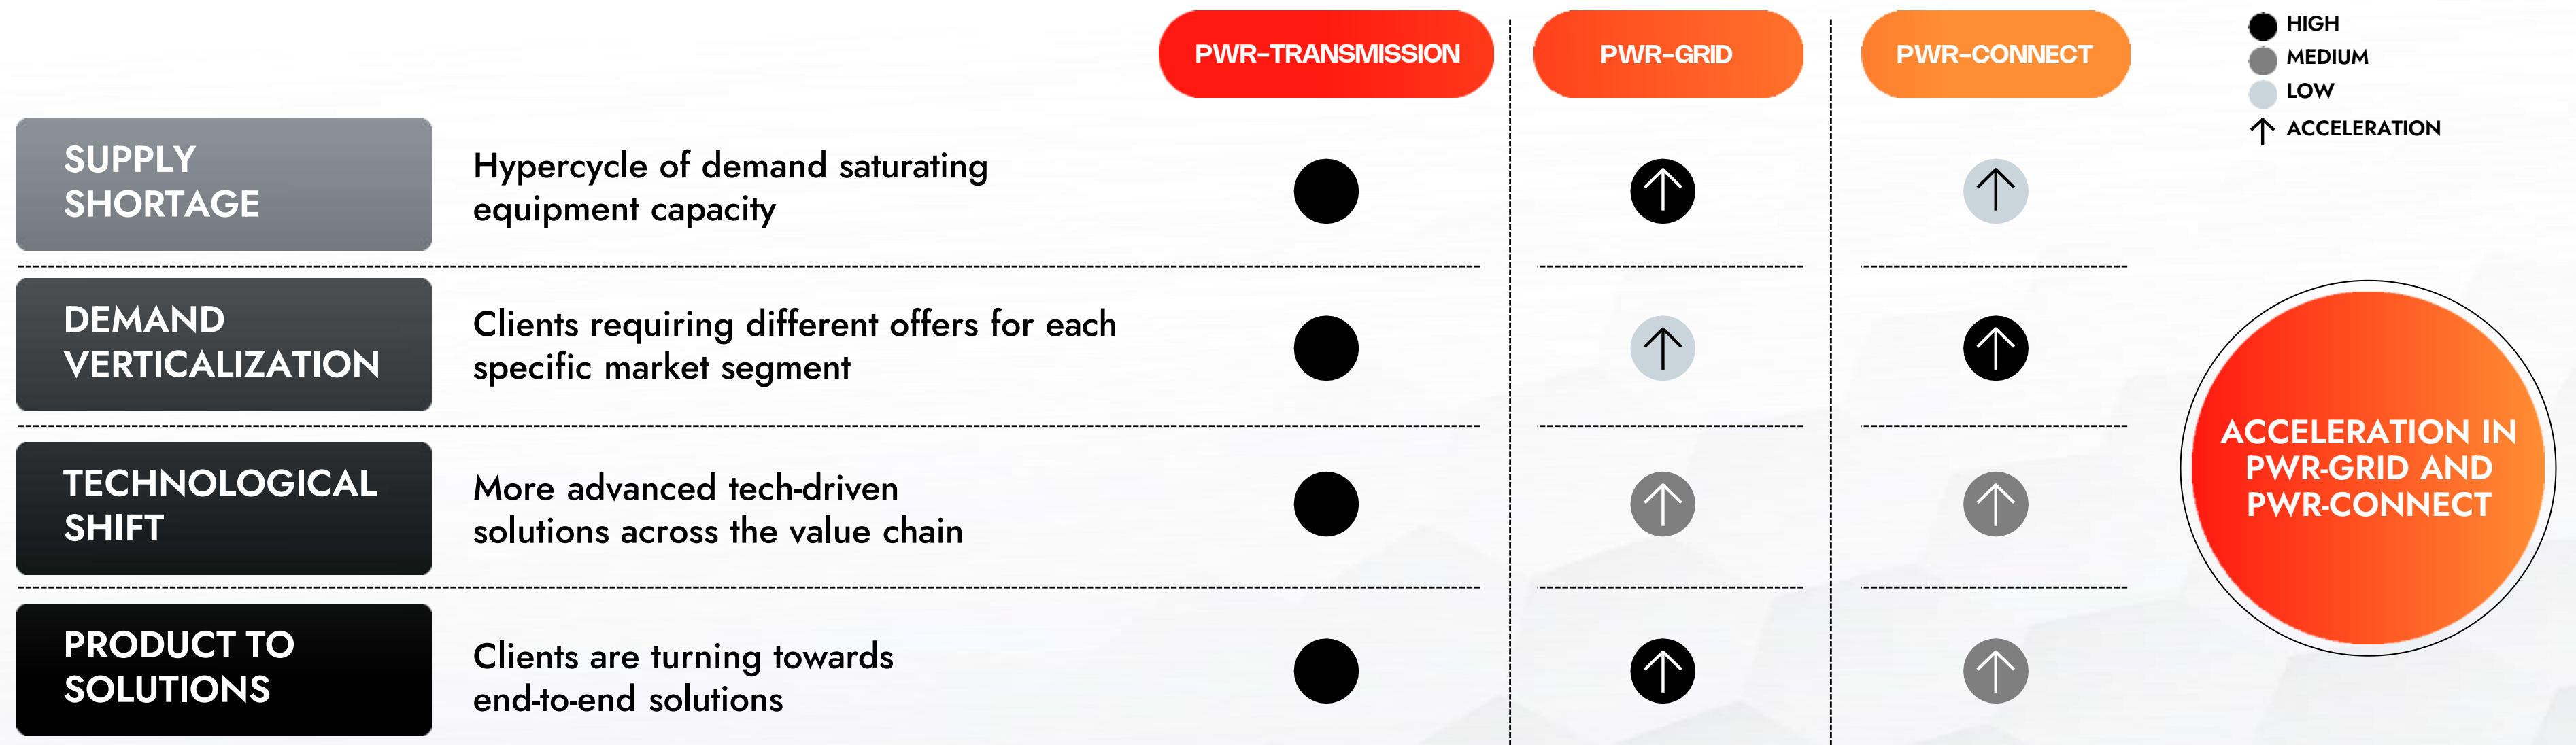 PWR-TRANSMISSION
PWR-GRID
PWR-CONNECT
HIGH
MEDIUM
LOW
ACCELERATION
SUPPLY
SHORTAGE
Hypercycle of demand saturating
equipment capacity
DEMAND
VERTICALIZATION
Clients requiring different offers for each
specific market segment
TECHNOLOGICAL
SHIFT
More advanced tech-driven
solutions across the value chain
PRODUCT TO
SOLUTIONS
Clients are turning towards
end-to-end solutions
ACCELERATION IN
PWR-GRID AND
PWR-CONNECT